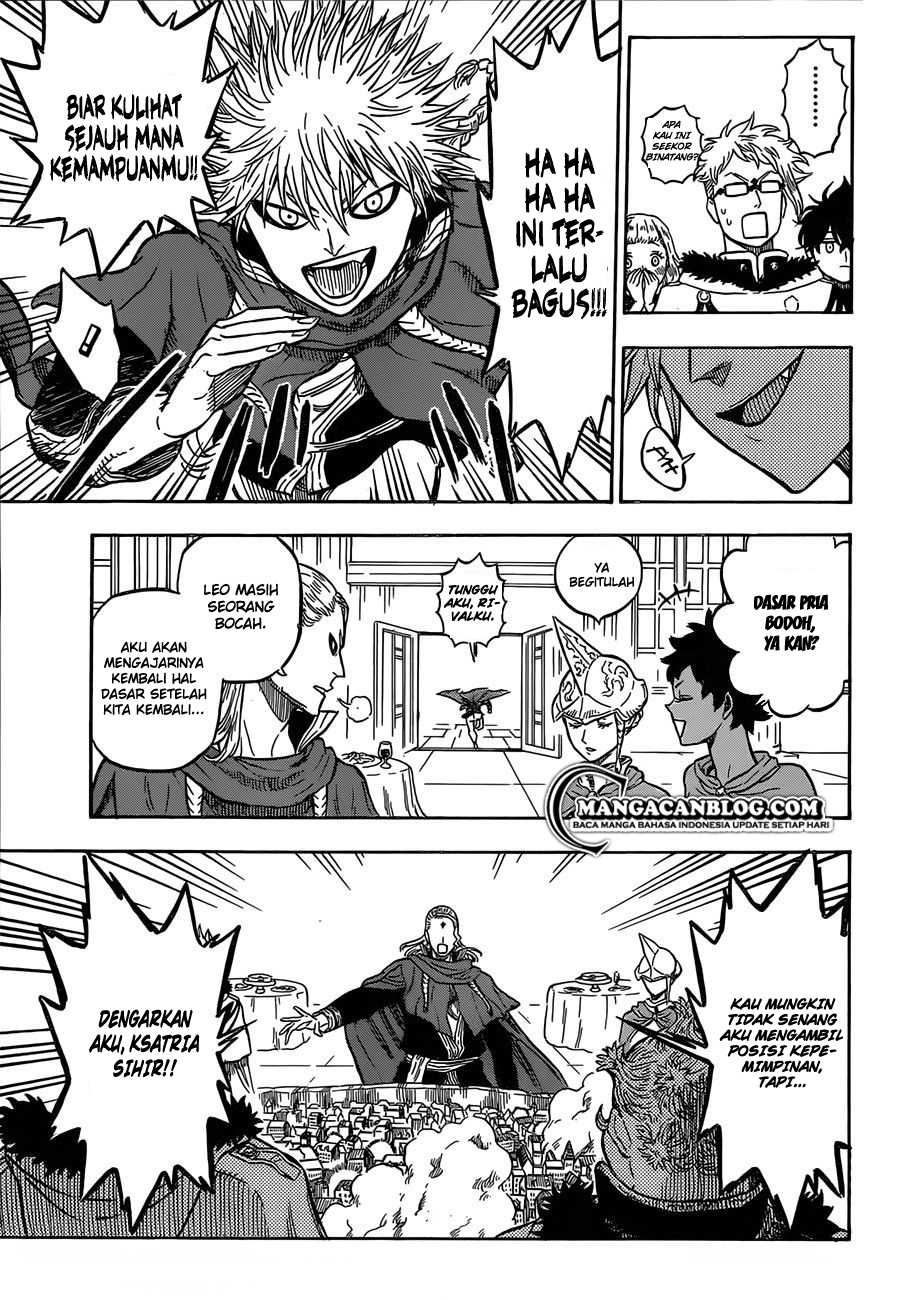 .........
APA
KAU INI
SEEKOR
BINATANG?
HA HA
HA HA
INI TER-
LALU
BAGUS!!!
BIAR KULIHAT
SEJAUH MANA
KEMAMPUANMU!!
!
DASAR PRIA
BODOH,
YA KAN?
YA
BEGITULAH
TUNGGU
AKU, RI-
VALKU.
LEO MASIH
SEORANG
BOCAH.
AKU AKAN
MENGAJARINYA
KEMBALI HAL
DASAR SETELAH
KITA KEMBALI...
MANGACANBLOG.COM
BACA MANGA BAHASA INDONESIA UPDATE SETIAP HARI
KAU MUNGKIN
TIDAK SENANG
AKU MENGAMBIL
POSISI KEPE-
MIMPINAN,
TAPI...
DENGARKAN
AKU, KSATRIA
SIHIR!!